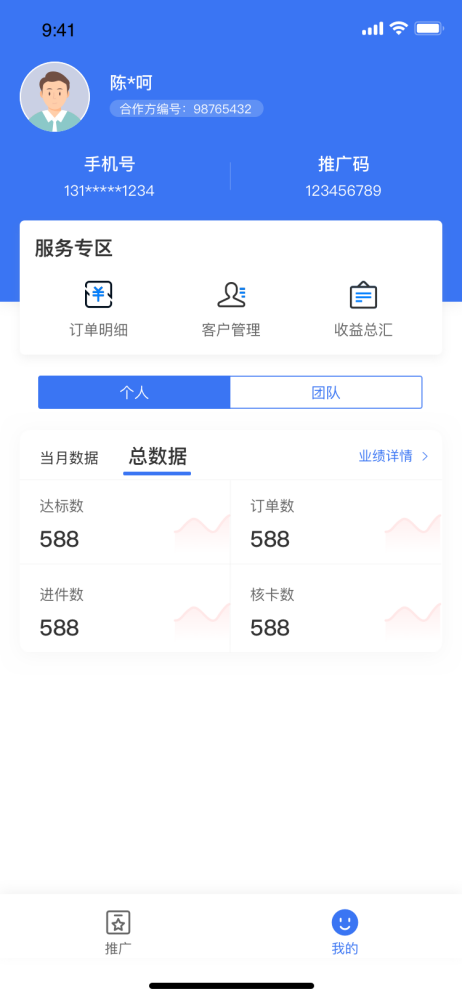 9:41
陈*呵
合作方编号：98765432
手机号 推广码
131*****1234 123456789
服务专区
订单明细 客户管理 收益总汇
个人 团队
当月数据 总数据 业绩详情
达标数 订单数
588 588
进件数 核卡数
588 588
推广 我的